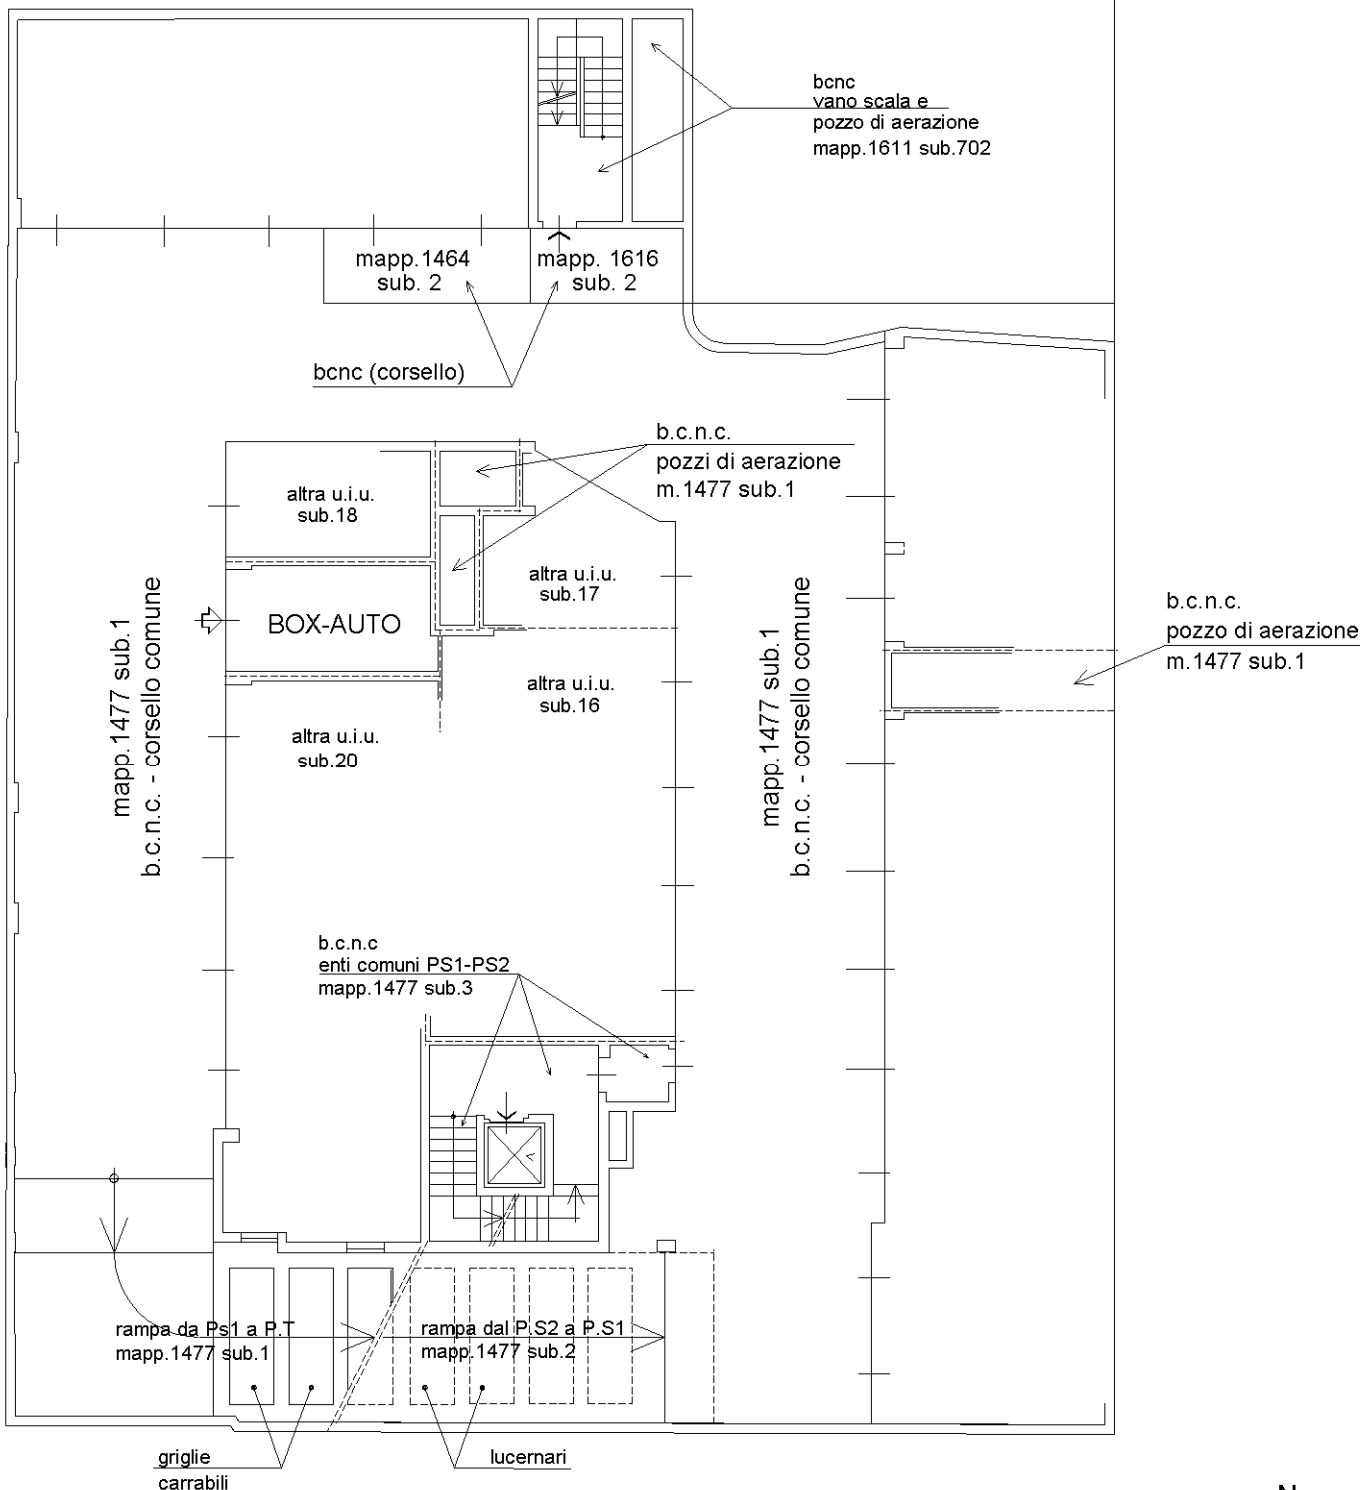 bcnc
vano scala e
pozzo di aerazione
mapp.1611 sub.702
mapp.1464
sub. 2
mapp. 1616
sub. 2
bcnc (corsello)
b.c.n.c.
pozzi di aerazione
m.1477 sub.1
altra u.i.u.
sub.18
altra u.i.u.
sub.17
BOX-AUTO
mapp.1477 sub.1
b.c.n.c. - corsello comune
mapp.1477 sub.1
b.c.n.c. - corsello comune
b.c.n.c.
pozzo di aerazione
m.1477 sub.1
altra u.i.u.
sub.16
altra u.i.u.
sub.20
b.c.n.c
enti comuni PS1-PS2
mapp.1477 sub.3
rampa da Ps1 a P.T
mapp.1477 sub.1
rampa dal P.S2 a P.S1
mapp.1477 sub.2
griglie
carrabili
lucernari
N